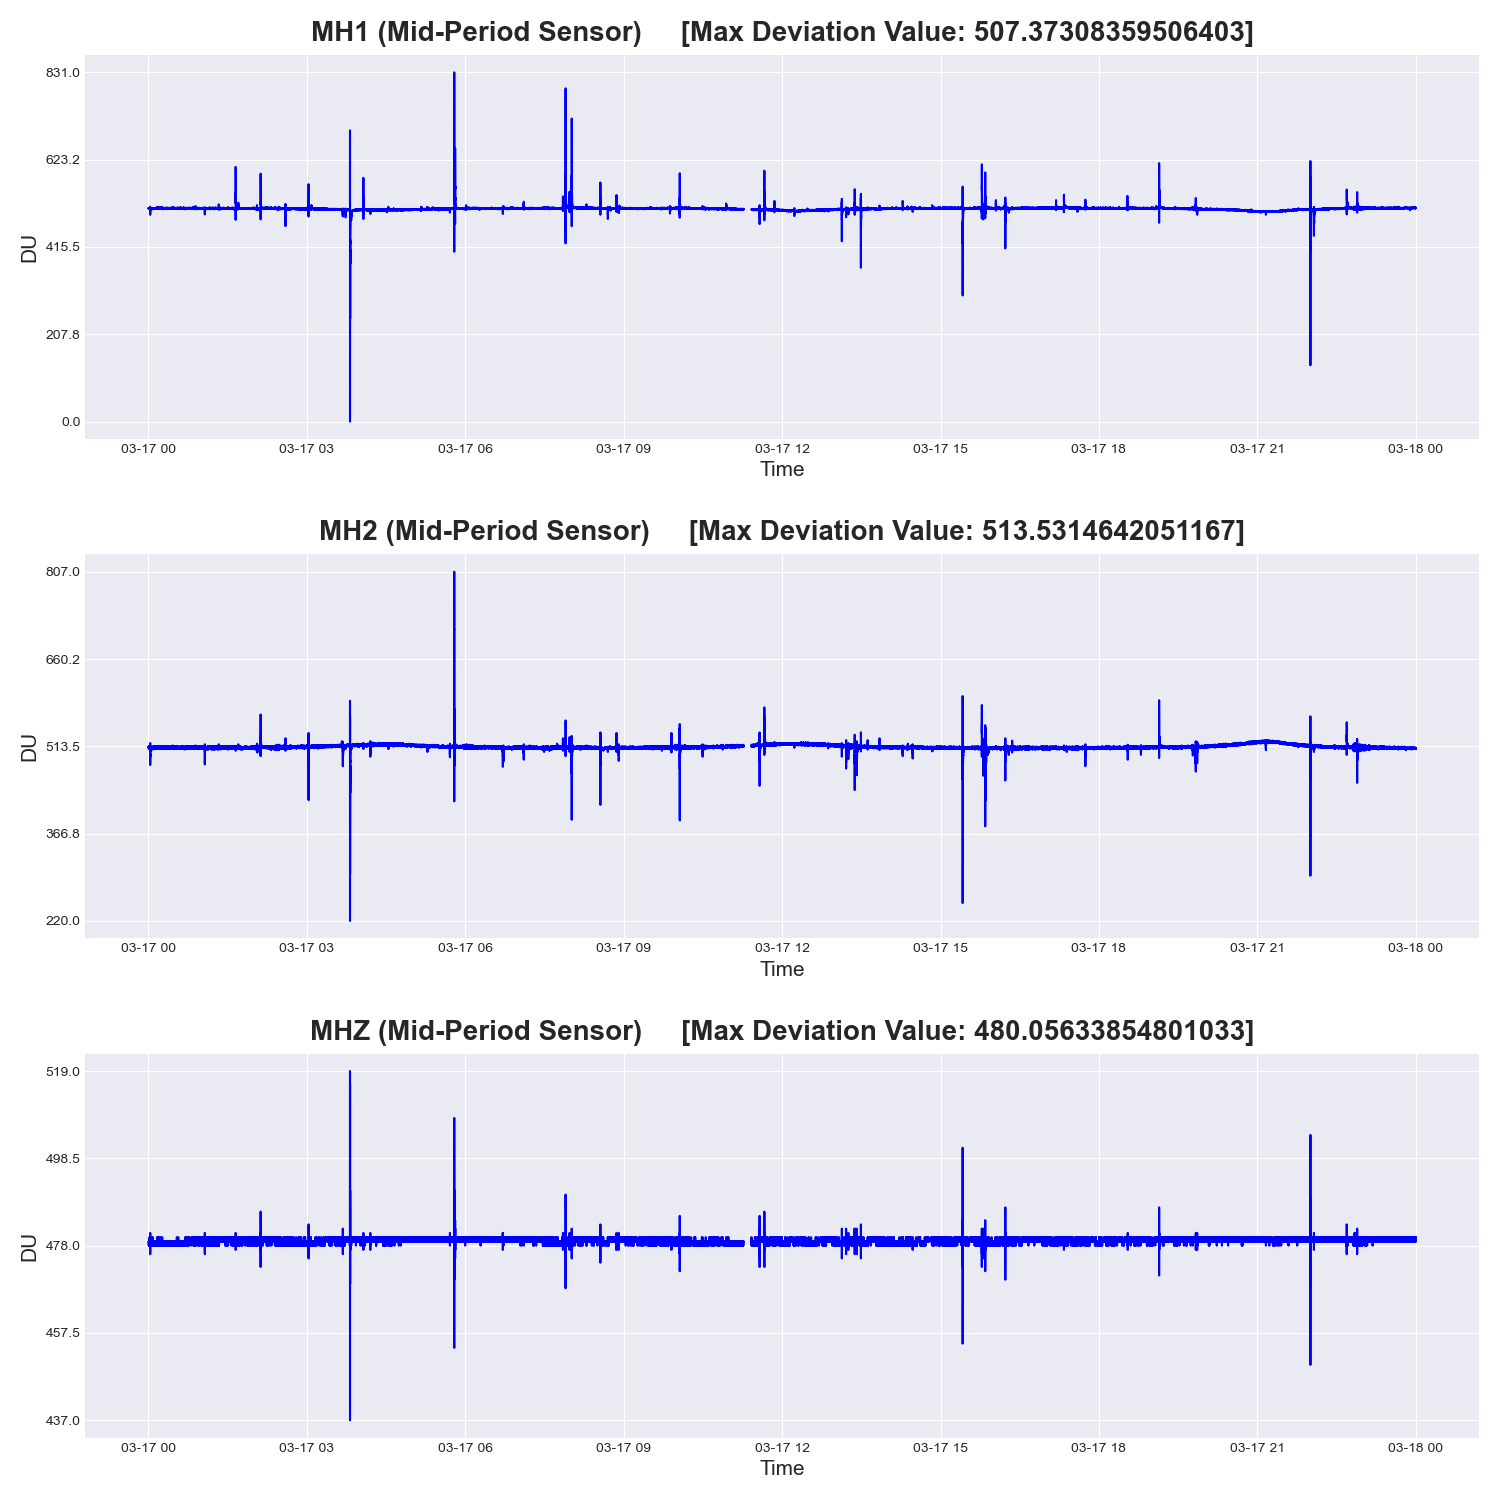 MH1 (Mid-Period Sensor) [Max Deviation Value: 507.37308359506403]
831.0
623.2
415.5
207.8
0.0
DU
03-17 00 03-17 03 03-17 06 03-17 09 03-17 12 03-17 15 03-17 18 03-17 21 03-18 00
Time
MH2 (Mid-Period Sensor) [Max Deviation Value: 513.5314642051167]
807.0
660.2
513.5
366.8
220.0
DU
03-17 00 03-17 03 03-17 06 03-17 09 03-17 12 03-17 15 03-17 18 03-17 21 03-18 00
Time
MHZ (Mid-Period Sensor) [Max Deviation Value: 480.05633854801033]
519.0
498.5
478.0
457.5
437.0
DU
03-17 00 03-17 03 03-17 06 03-17 09 03-17 12 03-17 15 03-17 18 03-17 21 03-18 00
Time